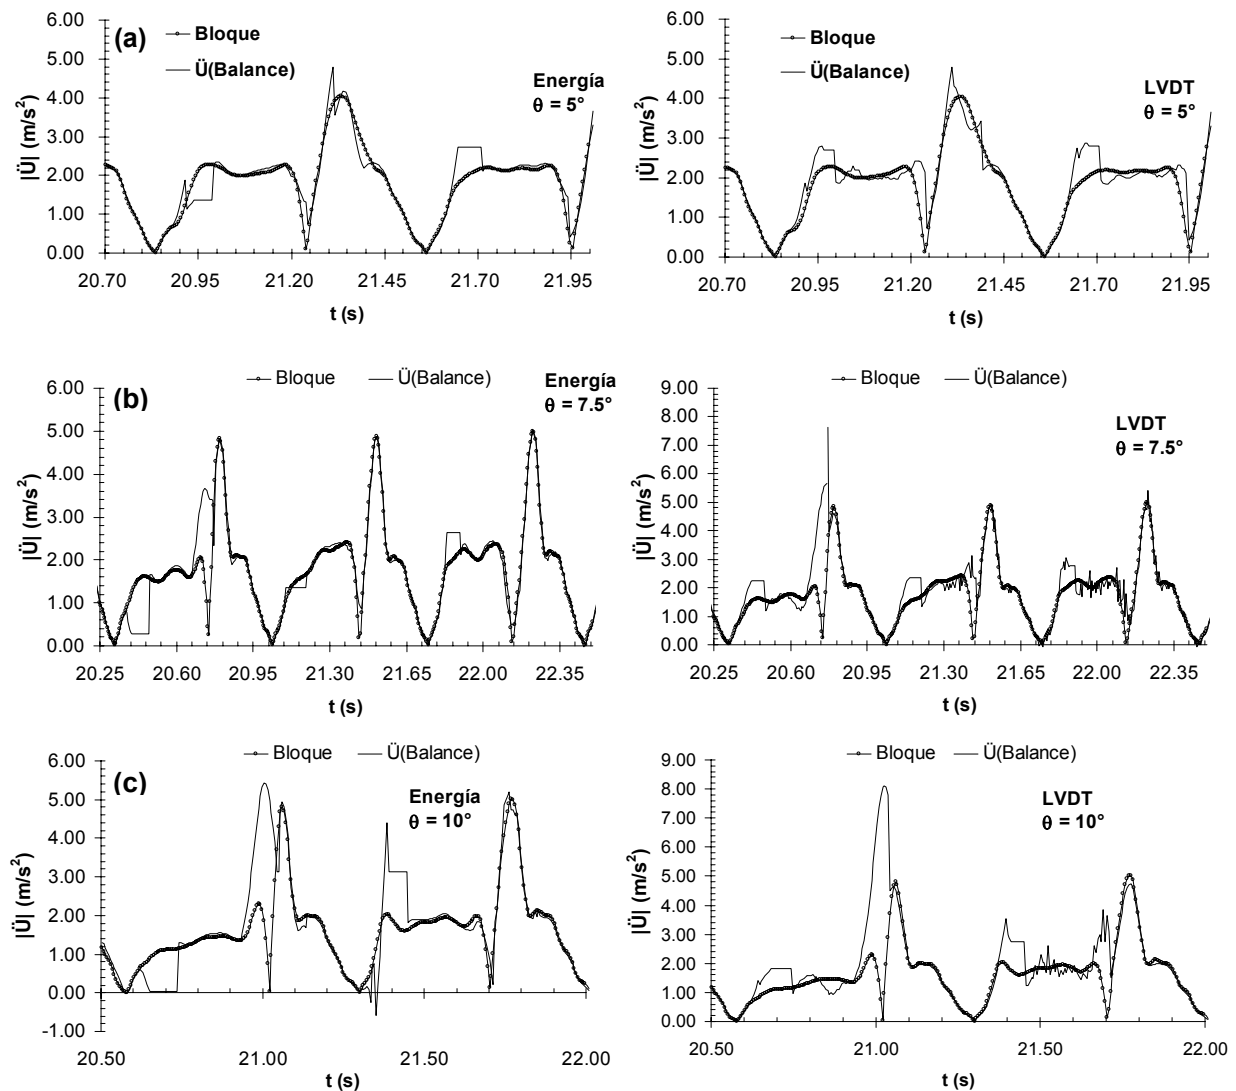 (a)
Bloque
Ü(Balance)
Energía
θ = 5°
|Ü| (m/s²)
6.00
5.00
4.00
3.00
2.00
1.00
0.00
20.70 20.95 21.20 21.45 21.70 21.95
t (s)
Bloque
Ü(Balance)
LVDT
θ = 5°
|Ü| (m/s²)
6.00
5.00
4.00
3.00
2.00
1.00
0.00
20.70 20.95 21.20 21.45 21.70 21.95
t (s)
(b)
Bloque Ü(Balance)
Energía
θ = 7.5°
|Ü| (m/s²)
6.00
5.00
4.00
3.00
2.00
1.00
0.00
20.25 20.60 20.95 21.30 21.65 22.00 22.35
t (s)
Bloque Ü(Balance)
LVDT
θ = 7.5°
|Ü| (m/s²)
9.00
8.00
7.00
6.00
5.00
4.00
3.00
2.00
1.00
0.00
20.25 20.60 20.95 21.30 21.65 22.00 22.35
t (s)
(c)
Bloque Ü(Balance)
Energía
θ = 10°
|Ü| (m/s²)
6.00
5.00
4.00
3.00
2.00
1.00
0.00
-1.00
20.50 21.00 21.50 22.00
t (s)
Bloque Ü(Balance)
LVDT
θ = 10°
|Ü| (m/s²)
9.00
8.00
7.00
6.00
5.00
4.00
3.00
2.00
1.00
0.00
20.50 21.00 21.50 22.00
t (s)